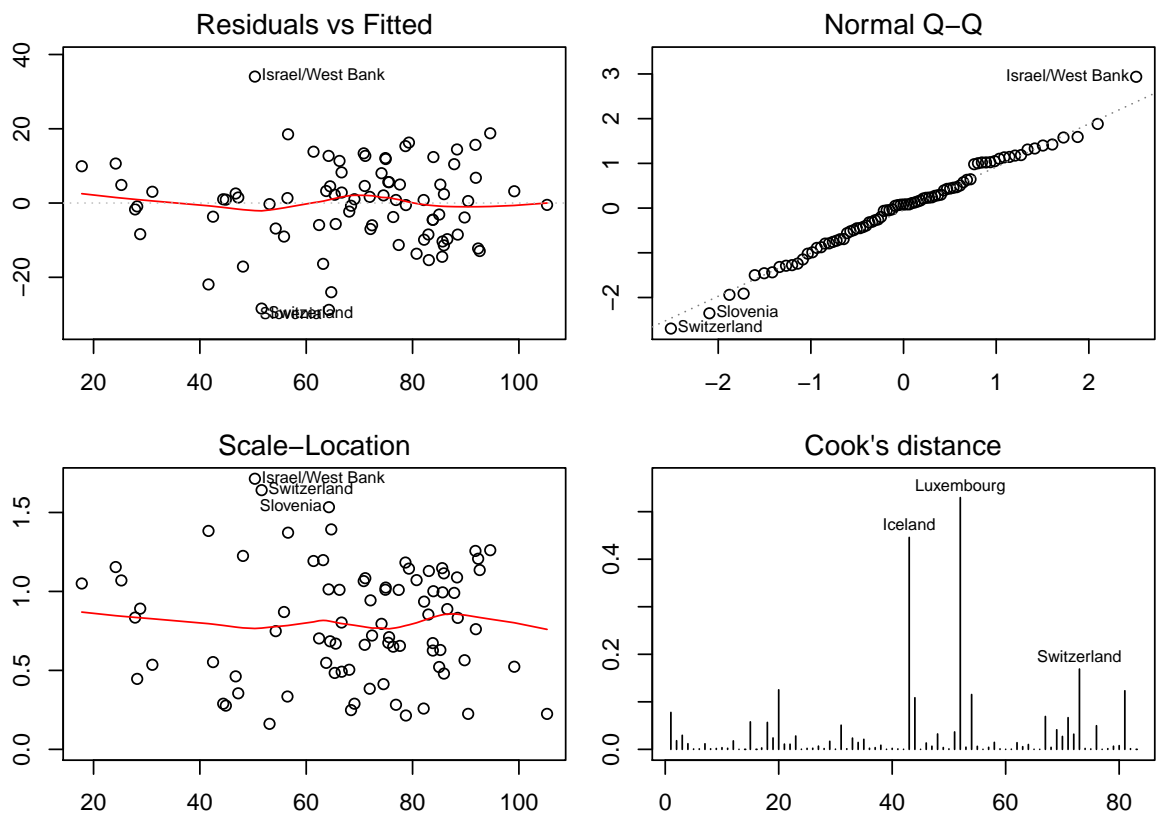 Residuals vs Fitted
40
20
0
−20
20
40
60
80
100
Israel/West Bank
Switzerland
Slovenia
Normal Q−Q
3
2
1
0
−2
−2
−1
0
1
2
Israel/West Bank
Slovenia
Switzerland
Scale−Location
1.5
1.0
0.5
0.0
20
40
60
80
100
Israel/West Bank
Switzerland
Slovenia
Cook's distance
0.4
0.2
0.0
0
20
40
60
80
Luxembourg
Iceland
Switzerland